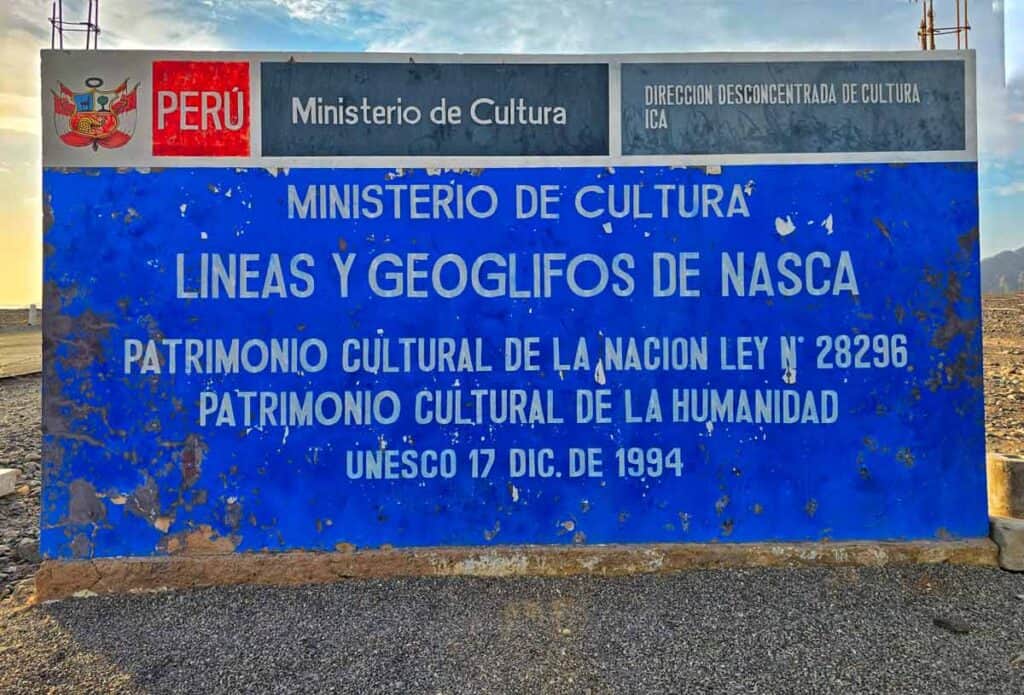 PERÚ
Ministerio de Cultura
DIRECCION DESCONCENTRADA DE CULTURA
ICA
MINISTERIO DE CULTURA
LINEAS Y GEOGLIFOS DE NASCA
PATRIMONIO CULTURAL DE LA NACION LEY N° 28296
PATRIMONIO CULTURAL DE LA HUMANIDAD
UNESCO 17 DIC. DE 1994